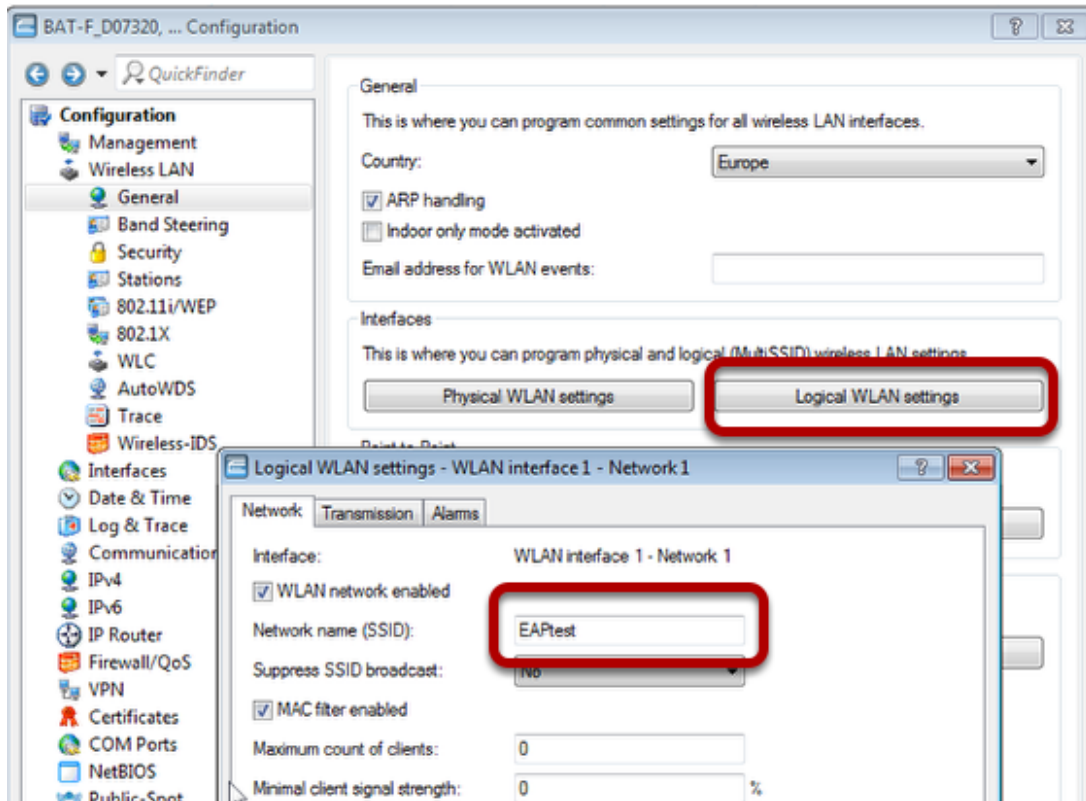 BAT-F_D07320, ... Configuration
QuickFinder
Configuration
Management
Wireless LAN
General
Band Steering
Security
Stations
802.11i/WEP
802.1X
WLC
AutoWDS
Trace
Wireless-IDS
Interfaces
Date & Time
Log & Trace
Communication
IPv4
IPv6
IP Router
Firewall/QoS
VPN
Certificates
COM Ports
NetBIOS
Public-Spot
General
This is where you can program common settings for all wireless LAN interfaces.
Country: Europe
ARP handling
Indoor only mode activated
Email address for WLAN events:
Interfaces
This is where you can program physical and logical (MultiSSID) wireless LAN settings
Physical WLAN settings Logical WLAN settings
Point-to-Point
Logical WLAN settings - WLAN interface 1 - Network 1
Network Transmission Alarms
Interface: WLAN interface 1 - Network 1
WLAN network enabled
Network name (SSID): EAPtest
Suppress SSID broadcast: No
MAC filter enabled
Maximum count of clients: 0
Minimal client signal strength: 0 %